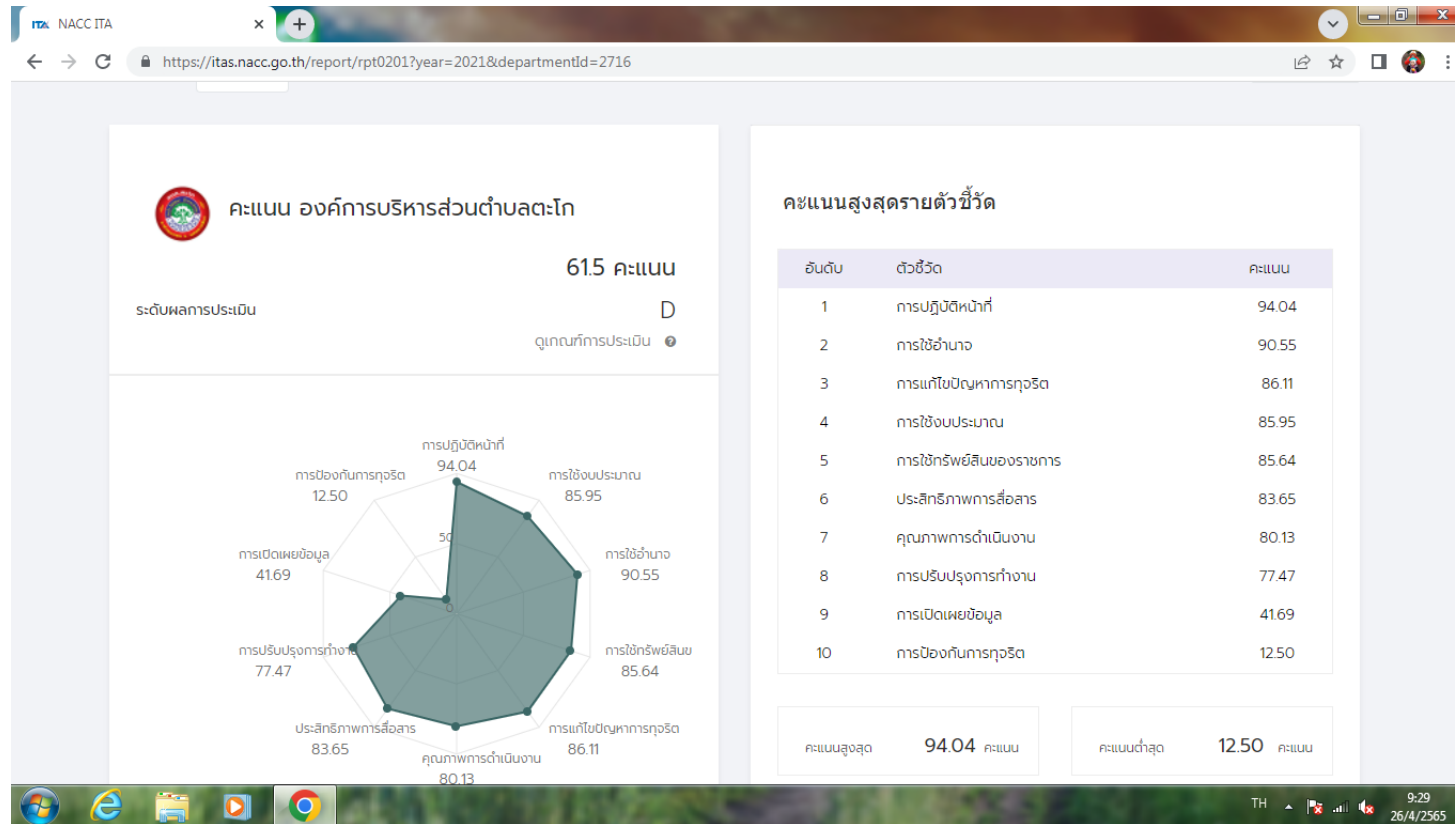 ITA NACC ITA
https://itas.nacc.go.th/report/rpt0201?year=2021&departmentId=2716
คะแนน องค์การบริหารส่วนตำบลตะโก
61.5 คะแนน
ระดับผลการประเมิน D
ดูเกณฑ์การประเมิน
การปฏิบัติหน้าที่
94.04
การใช้งบประมาณ
85.95
การใช้อำนาจ
90.55
การใช้ทรัพย์สินข
85.64
การแก้ไขปัญหาการทุจริต
86.11
คุณภาพการดำเนินงาน
80.13
ประสิทธิภาพการสื่อสาร
83.65
การปรับปรุงการทำงาน
77.47
การเปิดเผยข้อมูล
41.69
การป้องกันการทุจริต
12.50
50
0
คะแนนสูงสุดรายตัวชี้วัด
อันดับ ตัวชี้วัด คะแนน
1 การปฏิบัติหน้าที่ 94.04
2 การใช้อำนาจ 90.55
3 การแก้ไขปัญหาการทุจริต 86.11
4 การใช้งบประมาณ 85.95
5 การใช้ทรัพย์สินของราชการ 85.64
6 ประสิทธิภาพการสื่อสาร 83.65
7 คุณภาพการดำเนินงาน 80.13
8 การปรับปรุงการทำงาน 77.47
9 การเปิดเผยข้อมูล 41.69
10 การป้องกันการทุจริต 12.50
คะแนนสูงสุด 94.04 คะแนน
คะแนนต่ำสุด 12.50 คะแนน
TH
9:29
26/4/2565